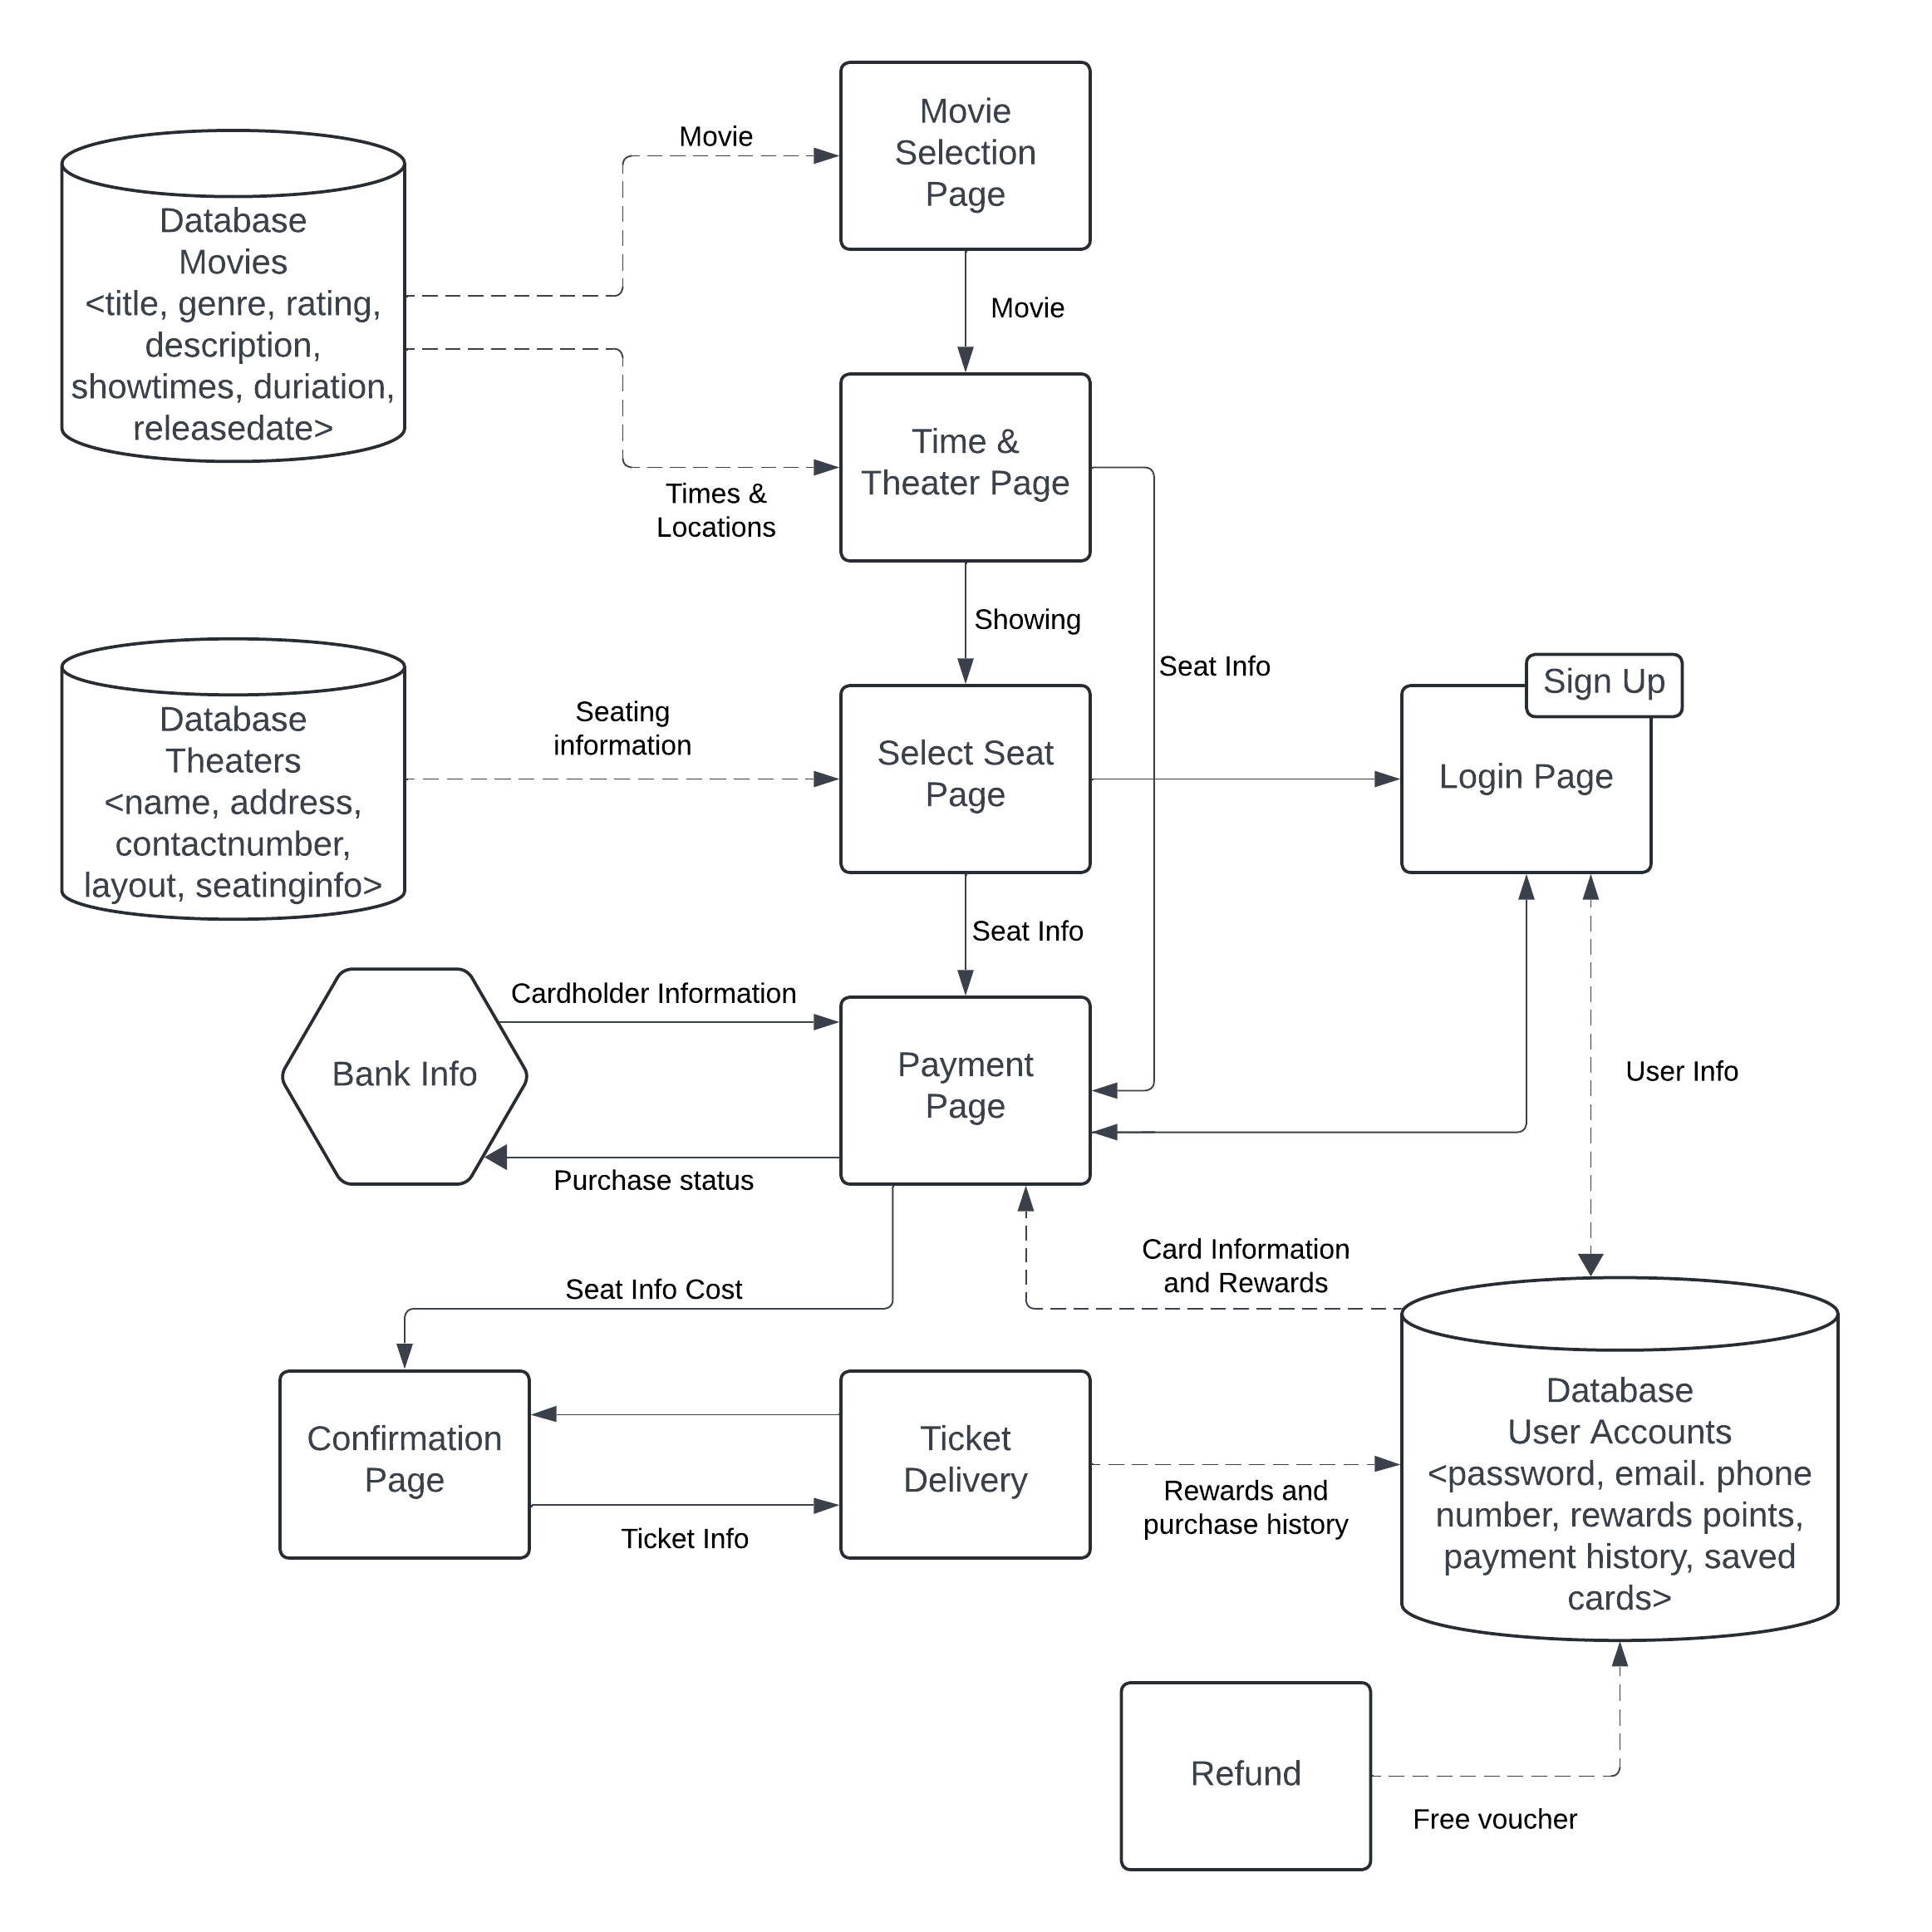 Movie
Selection
Page
Movie
Database
Movies
<title, genre, rating,
description,
showtimes, duriation,
releasedate>
Movie
Time &
Theater Page
Times &
Locations
Showing
Seat Info
Sign Up
Login Page
Database
Theaters
<name, address,
contactnumber,
layout, seatinginfo>
Seating
information
Select Seat
Page
Seat Info
Cardholder Information
Bank Info
Payment
Page
User Info
Purchase status
Card Information
and Rewards
Seat Info Cost
Confirmation
Page
Ticket
Delivery
Ticket Info
Rewards and
purchase history
Database
User Accounts
<password, email. phone
number, rewards points,
payment history, saved
cards>
Refund
Free voucher